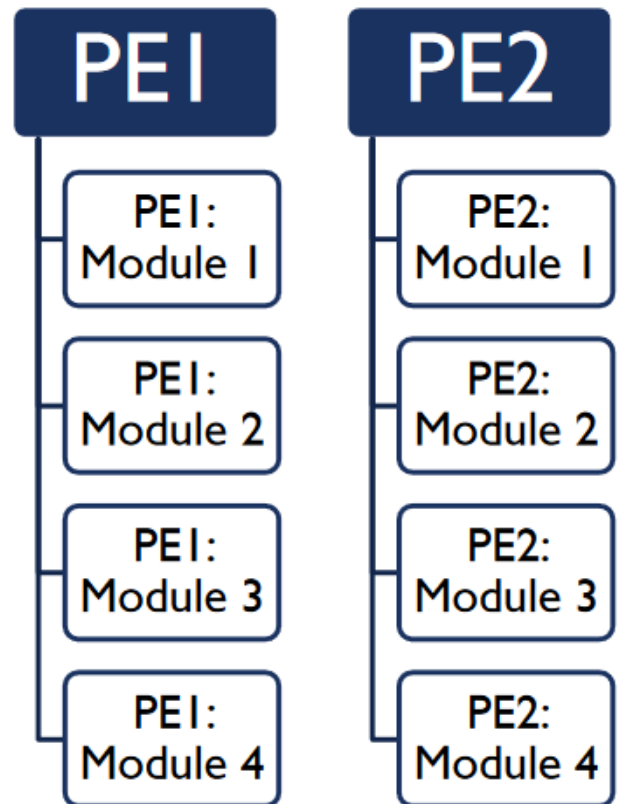 PE1
PE1:
Module 1
PE1:
Module 2
PE1:
Module 3
PE1:
Module 4
PE2
PE2:
Module 1
PE2:
Module 2
PE2:
Module 3
PE2:
Module 4